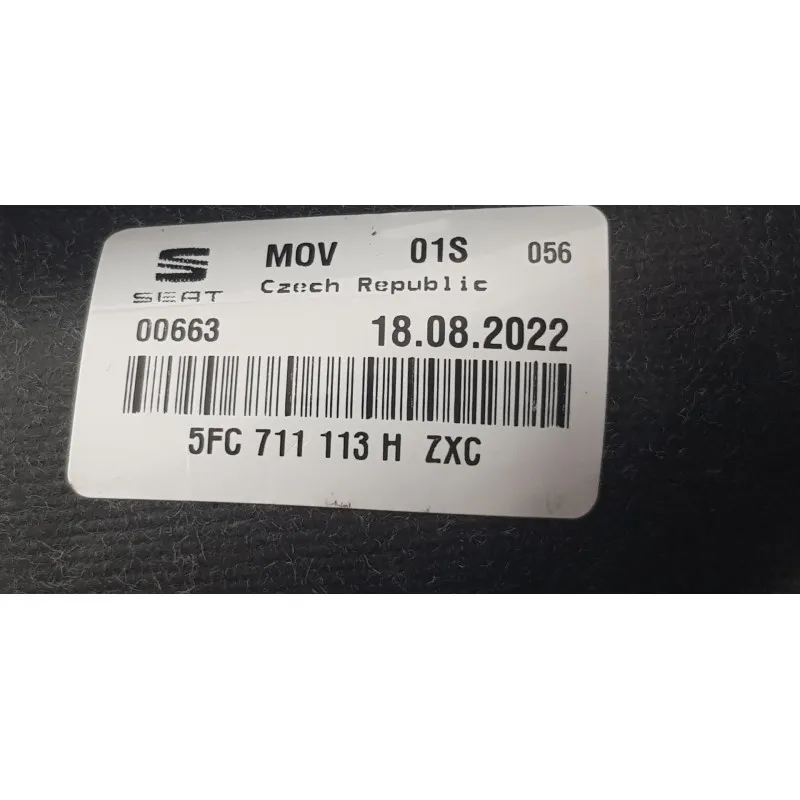 MOV 01S 056
SEAT Czech Republic
00663 18.08.2022
5FC 711 113 H ZXC